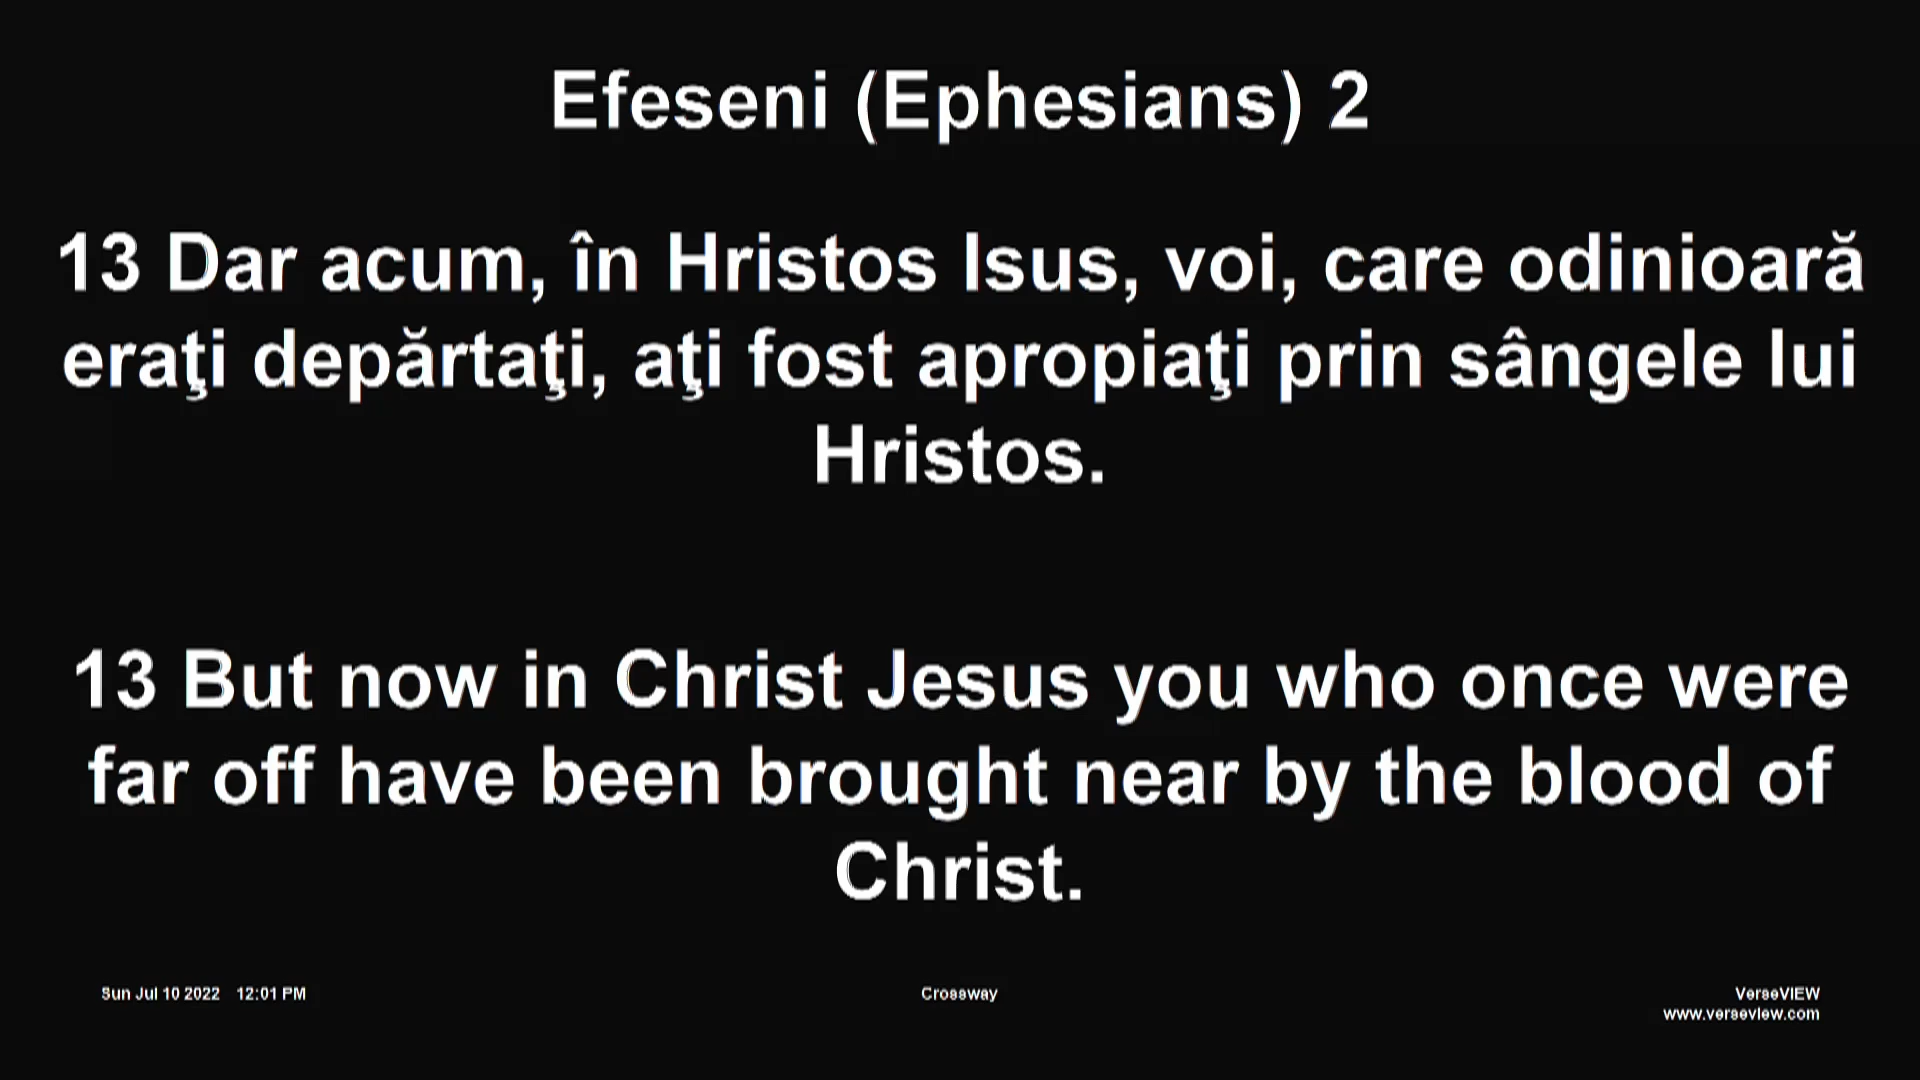 Efeseni (Ephesians) 2
13 Dar acum, în Hristos Isus, voi, care odinioară
eraţi depărtaţi, aţi fost apropiaţi prin sângele lui
Hristos.
13 But now in Christ Jesus you who once were
far off have been brought near by the blood of
Christ.
Sun Jul 10 2022 12:01 PM
Crossway
VerseVIEW
www.verseview.com